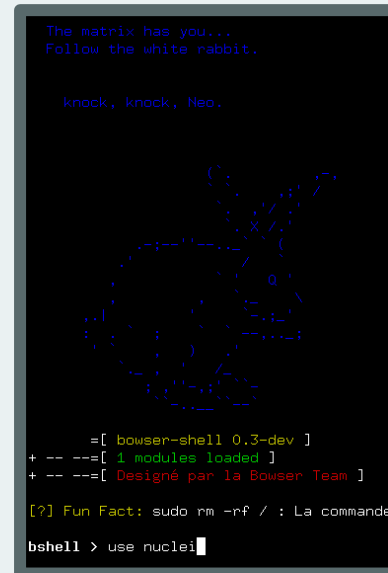 The matrix has you...
Follow the white rabbit.
knock, knock, Neo.
=[ bowser-shell 0.3-dev ]
+ -- --=[ 1 modules loaded ]
+ -- --=[ Designé par la Bowser Team ]
[?] Fun Fact: sudo rm -rf / : La commande
bshell > use nuclei